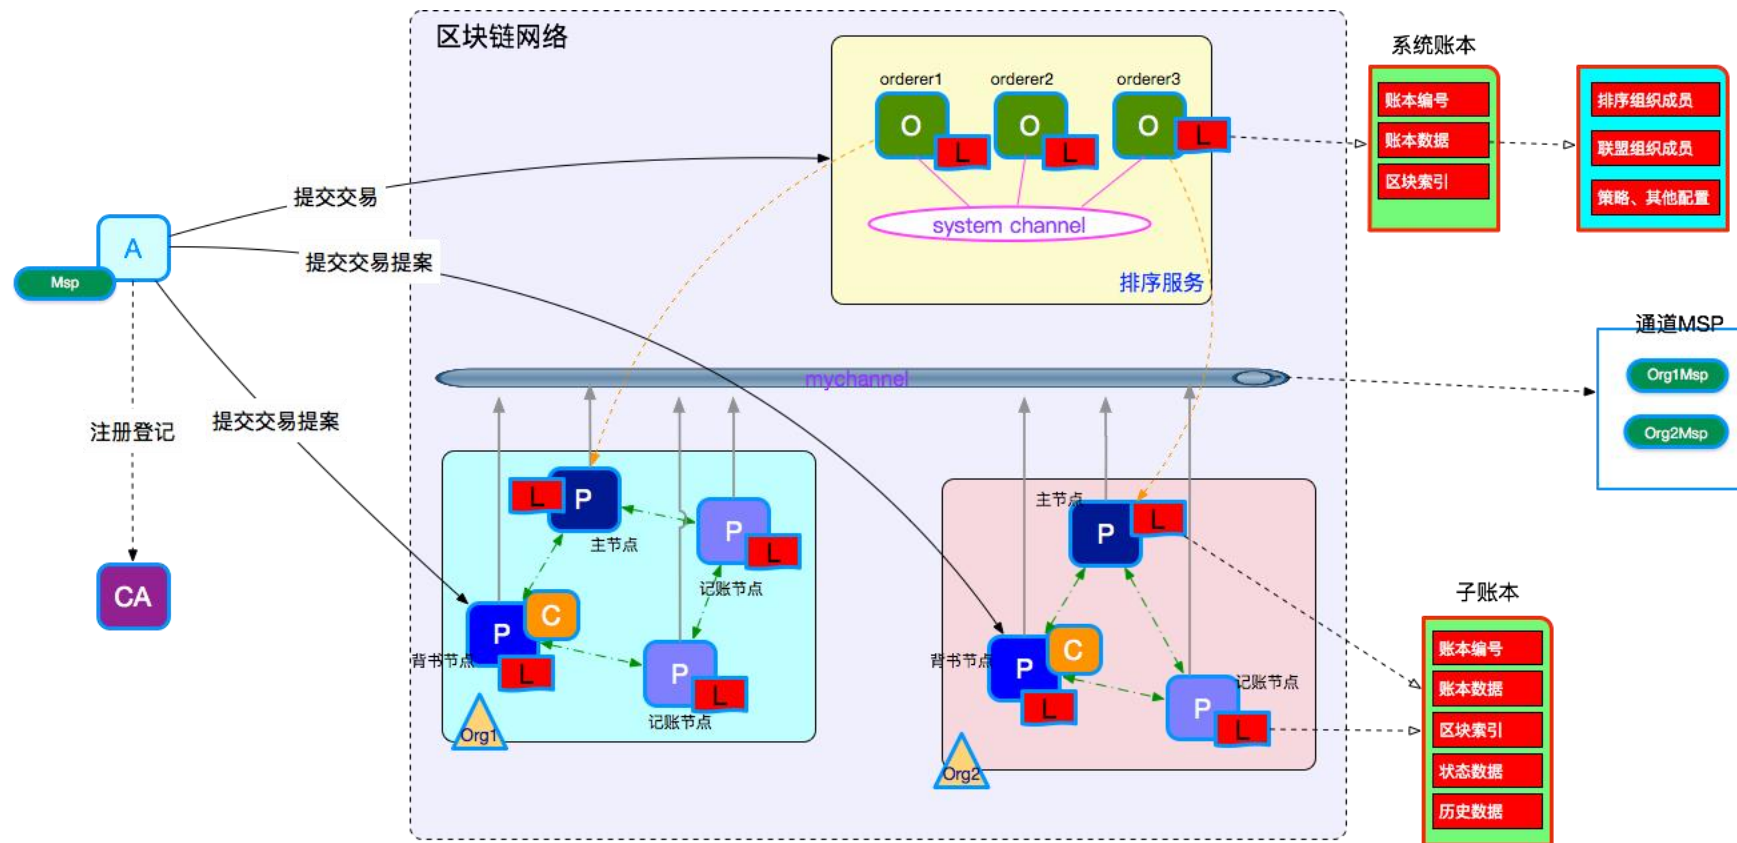 区块链网络
系统账本
orderer1
orderer2
orderer3
O
O
O
L
L
L
账本编号
账本数据
区块索引
排序组织成员
联盟组织成员
策略、其他配置
提交交易
system channel
A
Msp
提交交易提案
排序服务
通道MSP
mychannel
Org1Msp
Org2Msp
提交交易提案
注册登记
L
P
主节点
P
L
记账节点
主节点
P
L
CA
P
C
背书节点
L
P
L
记账节点
Org1
P
C
背书节点
L
P
L
记账节点
Org2
子账本
账本编号
账本数据
区块索引
状态数据
历史数据